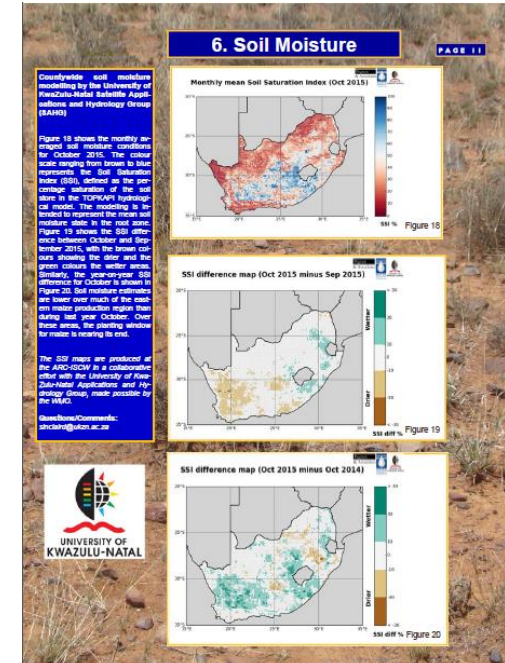 6. Soil Moisture
PAGE 11
Countywide soil moisture
modelling by the University of
KwaZulu-Natal Satellite Appli-
cations and Hydrology Group
(SAHG)
Figure 18 shows the monthly av-
eraged soil moisture conditions
for October 2015. The colour
scale ranging from brown to blue
represents the Soil Saturation
Index (SSI), defined as the per-
centage saturation of the soil
store in the TOPKAPI hydrologi-
cal model. The modelling is in-
tended to represent the mean soil
moisture state in the root zone.
Figure 19 shows the SSI differ-
ence between October and Sep-
tember 2015, with the brown col-
ours showing the drier and the
green colours the wetter areas.
Similarly, the year-on-year SSI
difference for October is shown in
Figure 20. Soil moisture estimates
are lower over much of the east-
ern maize production region than
during last year October. Over
these areas, the planting window
for maize is nearing its end.
The SSI maps are produced at
the ARC-ISCW in a collaborative
effort with the University of Kwa-
Zulu-Natal Applications and Hy-
drology Group, made possible by
the WMO.
Questions/Comments:
sinclaird@ukzn.ac.za
UNIVERSITY OF
KWAZULU-NATAL
Monthly mean Soil Saturation Index (Oct 2015)
SSI %
Figure 18
SSI difference map (Oct 2015 minus Sep 2015)
Wetter
Drier
SSI diff %
Figure 19
SSI difference map (Oct 2015 minus Oct 2014)
Wetter
Drier
SSI diff %
Figure 20